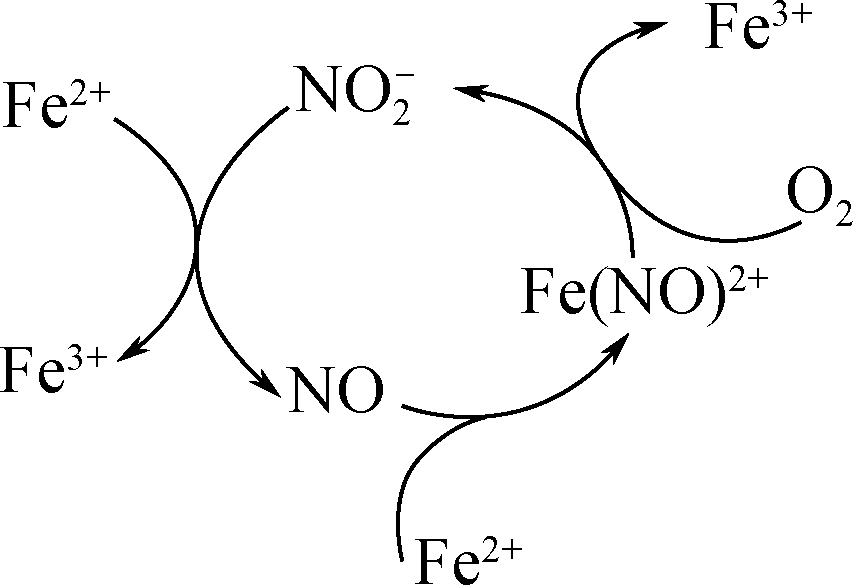 Fe³⁺
Fe²⁺
NO₂⁻
O₂
Fe(NO)²⁺
Fe³⁺
NO
Fe²⁺